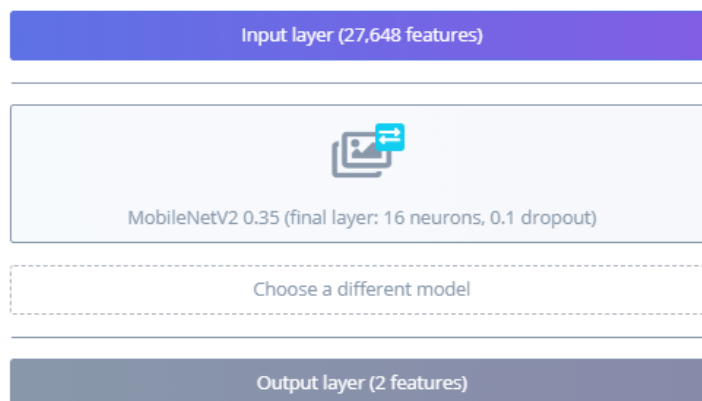 Input layer (27,648 features)
MobileNetV2 0.35 (final layer: 16 neurons, 0.1 dropout)
Choose a different model
Output layer (2 features)